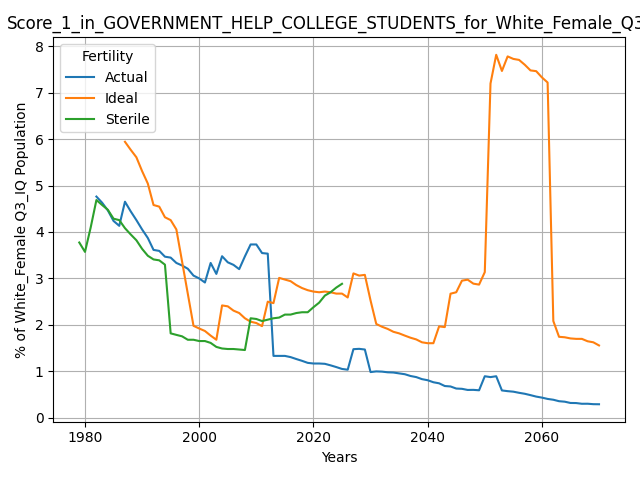 Score_1_in_GOVERNMENT_HELP_COLLEGE_STUDENTS_for_White_Female_Q3
Fertility
Actual
Ideal
Sterile
% of White_Female Q3_IQ Population
8
7
6
5
4
3
2
1
0
1980 2000 2020 2040 2060
Years